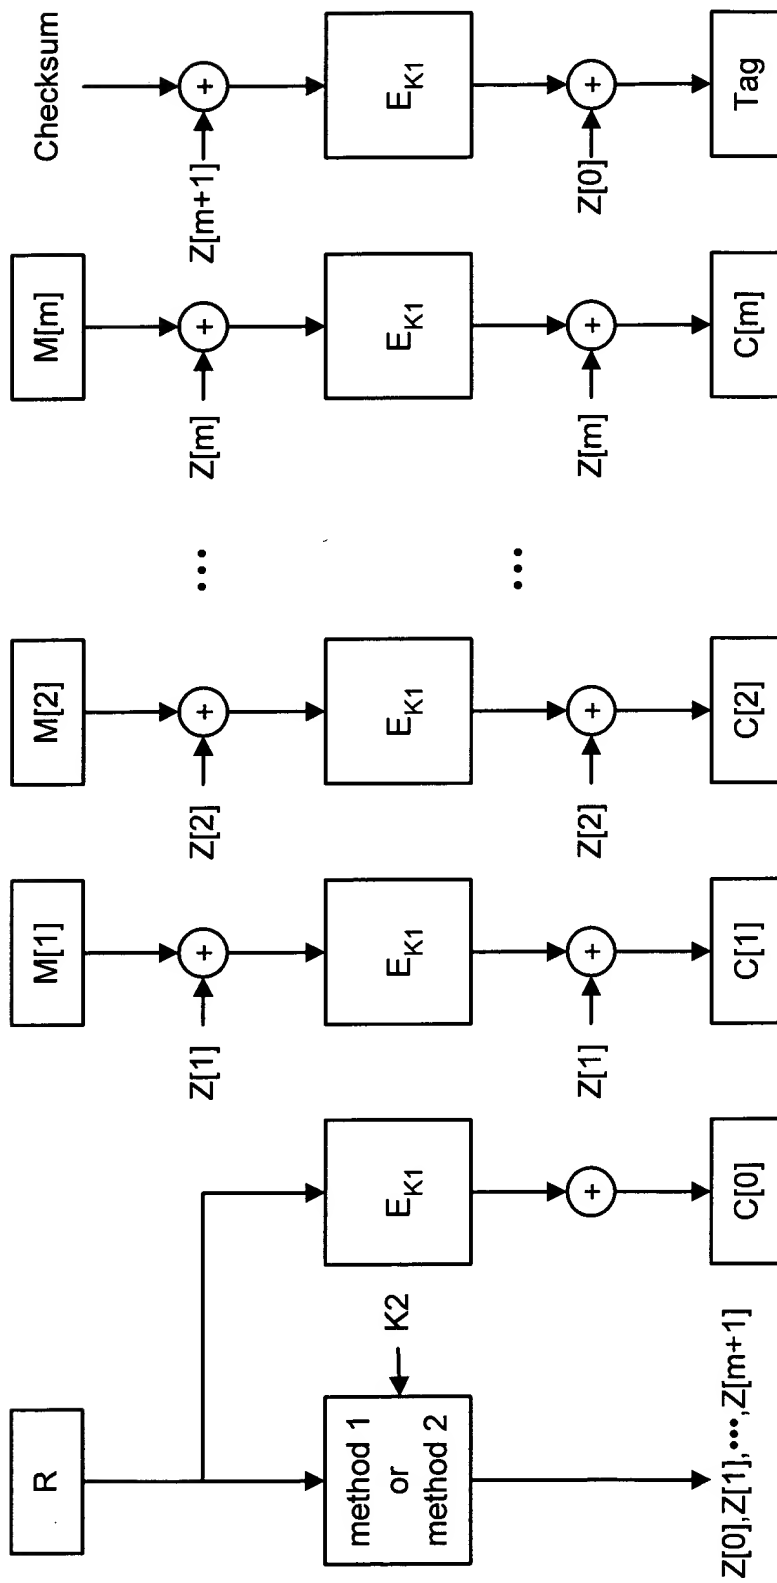 R
M[1]
M[2]
M[m]
Checksum
+
+
+
+
Z[1]
Z[2]
•••
Z[m]
Z[m+1]
method 1
or
method 2
K2
E_K1
E_K1
E_K1
E_K1
E_K1
+
+
+
+
+
Z[1]
Z[2]
•••
Z[m]
Z[0]
Z[0],Z[1],•••,Z[m+1]
C[0]
C[1]
C[2]
C[m]
Tag